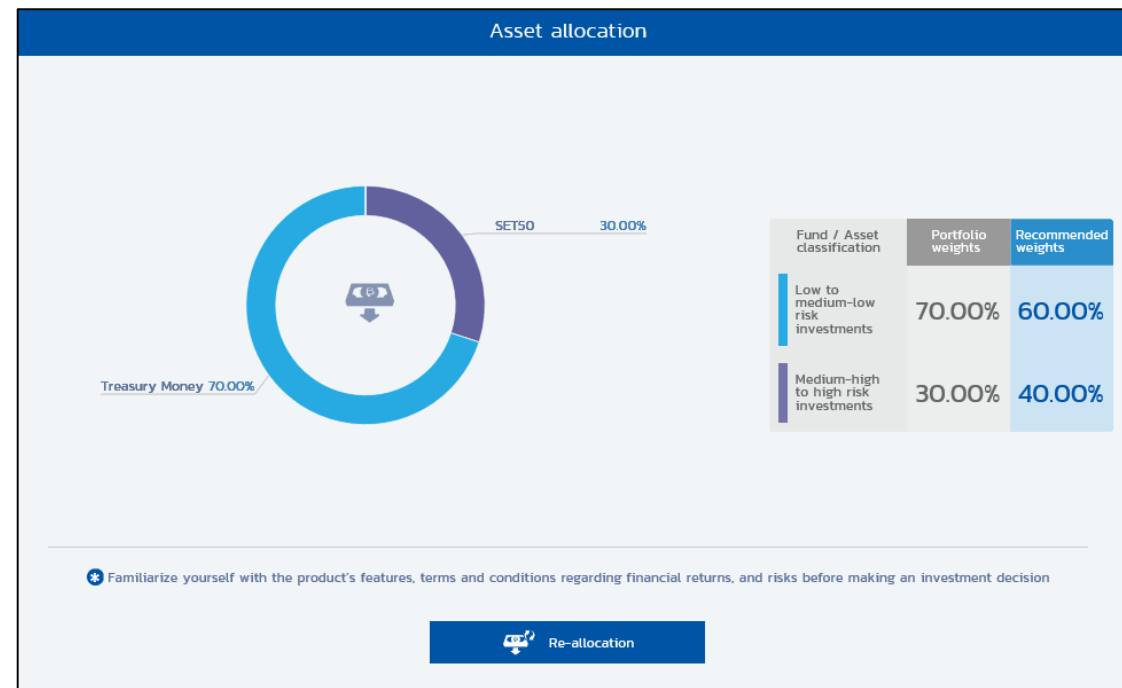 Asset allocation
SET50 30.00%
Treasury Money 70.00%
Fund / Asset
classification
Portfolio
weights
Recommended
weights
Low to
medium-low
risk
investments
70.00% 60.00%
Medium-high
to high risk
investments
30.00% 40.00%
Familiarize yourself with the product's features, terms and conditions regarding financial returns, and risks before making an investment decision
Re-allocation